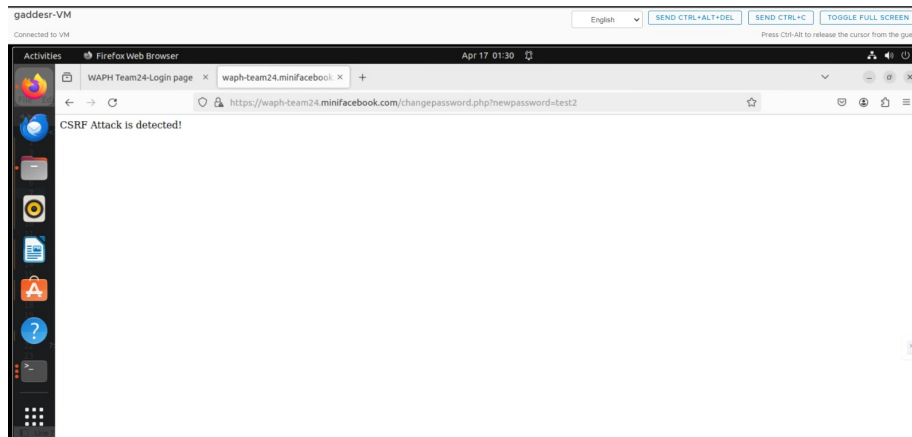 gaddesr-VM
Connected to VM
English
SEND CTRL+ALT+DEL
SEND CTRL+C
TOGGLE FULL SCREEN
Press Ctrl-Alt to release the cursor from the gue
Activities
Firefox Web Browser
Apr 17 01:30
WAPH Team24-Login page
waph-team24.minifacebook.
https://waph-team24.minifacebook.com/changepassword.php?newpassword=test2
CSRF Attack is detected!